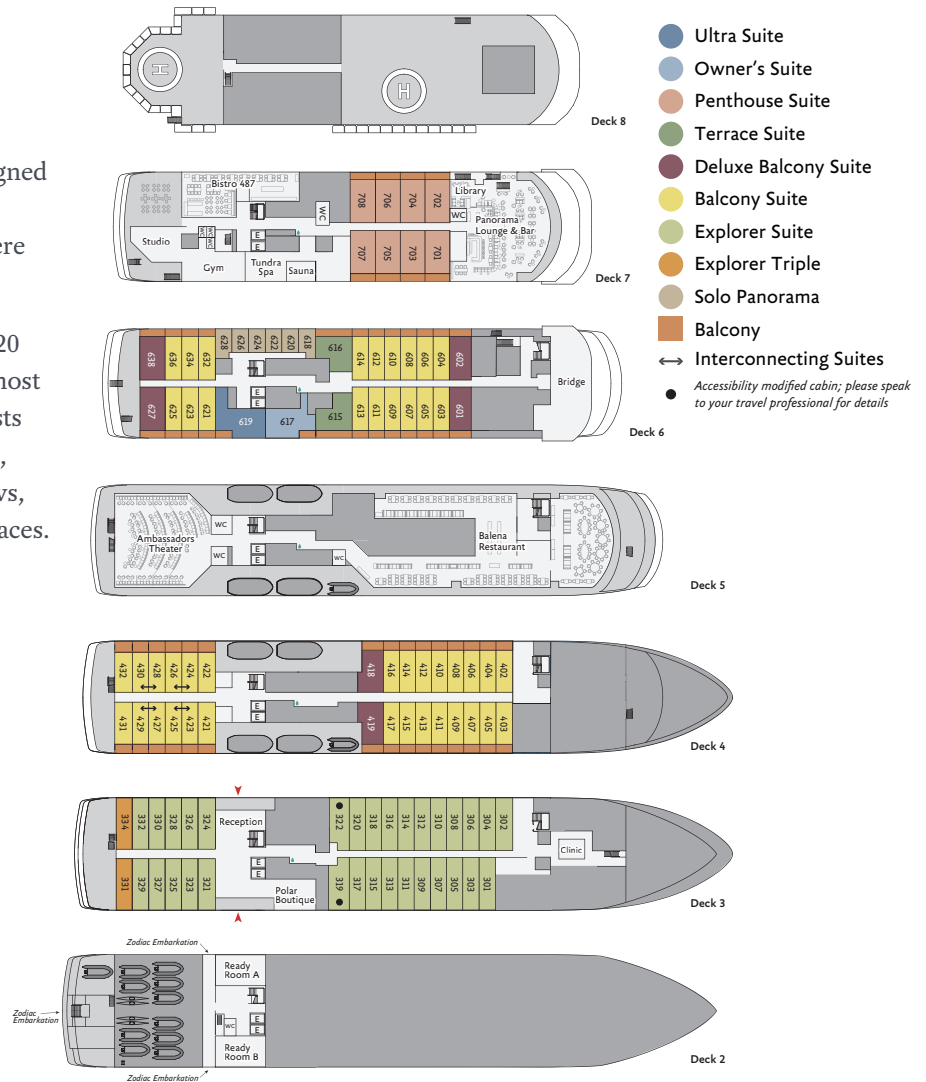 gned
ere
20
most
sts
,
vs,
aces.
Ultra Suite
Owner's Suite
Penthouse Suite
Terrace Suite
Deluxe Balcony Suite
Balcony Suite
Explorer Suite
Explorer Triple
Solo Panorama
Balcony
Interconnecting Suites
Accessibility modified cabin; please speak
to your travel professional for details
H
H
Deck 8
Bistro 487
Library
WC
WC
708 706 704 702
Panorama
Lounge & Bar
WC WC WC
Studio
E
E
Gym
Tundra
Spa
Sauna
707 705 703 701
Deck 7
638 636 634 632 628 626 624 622 620 618 616 614 612 610 608 606 604 602
E
E
Bridge
627 625 623 621 619 617 615 613 611 609 607 605 603 601
Deck 6
Ambassadors
Theater
WC
WC
E
E
WC
Balena
Restaurant
Deck 5
432 430 428 426 424 422 418 416 414 412 410 408 406 404 402
E
E
431 429 427 425 423 421 419 417 415 413 411 409 407 405 403
Deck 4
334 332 330 328 326 324
Reception
322 320 318 316 314 312 310 308 306 304 302
E
E
Clinic
331 329 327 325 323 321
Polar
Boutique
319 317 315 313 311 309 307 305 303 301
Deck 3
Zodiac Embarkation
Ready
Room A
Zodiac
Embarkation
WC
E
E
Ready
Room B
Deck 2
Zodiac Embarkation